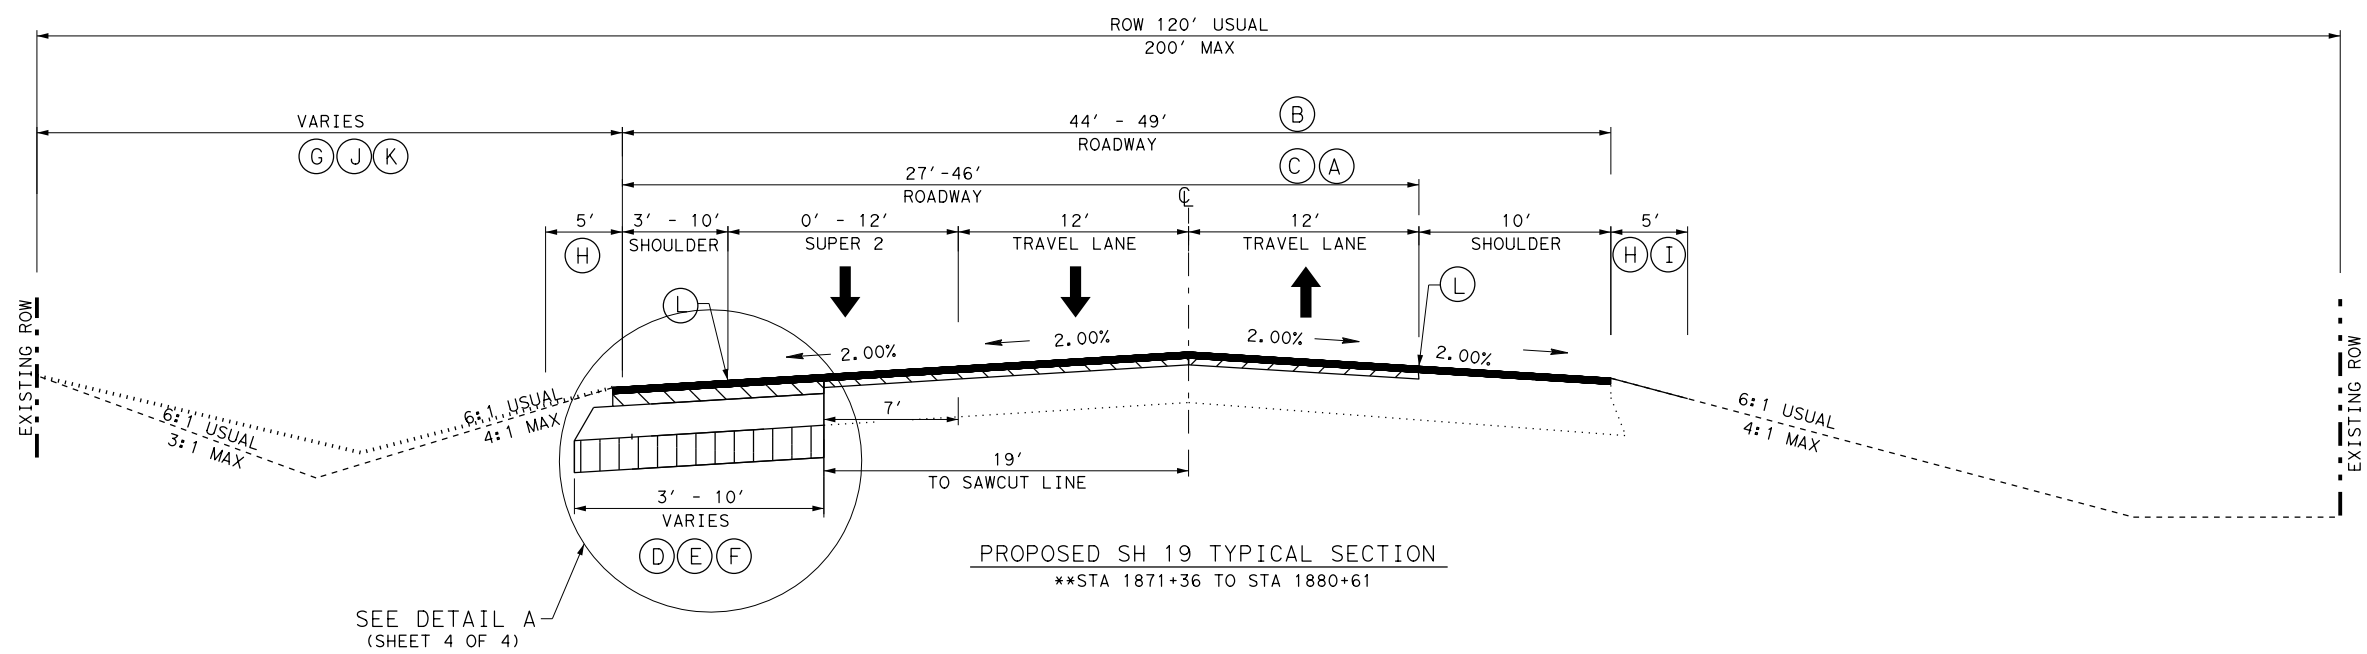 ROW 120' USUAL
200' MAX
VARIES
G J K
B
44' - 49'
ROADWAY
C A
27'-46'
ROADWAY
℄
5'
H
3' - 10'
SHOULDER
0' - 12'
SUPER 2
12'
TRAVEL LANE
12'
TRAVEL LANE
10'
SHOULDER
5'
H I
L
L
2.00%
2.00%
2.00%
2.00%
EXISTING ROW
6:1 USUAL
3:1 MAX
6:1 USUAL
4:1 MAX
7'
6:1 USUAL
4:1 MAX
EXISTING ROW
19'
TO SAWCUT LINE
3' - 10'
VARIES
D E F
PROPOSED SH 19 TYPICAL SECTION
**STA 1871+36 TO STA 1880+61
SEE DETAIL A
(SHEET 4 OF 4)